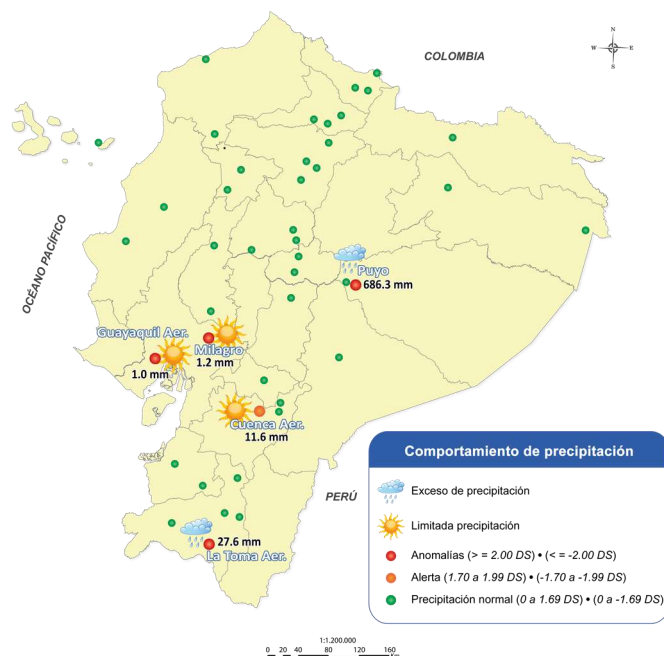 COLOMBIA
N
W
E
S
OCÉANO PACÍFICO
Puyo
686.3 mm
Guayaquil Aer.
Milagro
1.2 mm
1.0 mm
Cuenca Aer.
11.6 mm
PERÚ
27.6 mm
La Toma Aer.
Comportamiento de precipitación
Exceso de precipitación
Limitada precipitación
Anomalías (> = 2.00 DS) • (< = -2.00 DS)
Alerta (1.70 a 1.99 DS) • (-1.70 a -1.99 DS)
Precipitación normal (0 a 1.69 DS) • (0 a -1.69 DS)
1:1.200.000
0 20 40 80 120 160